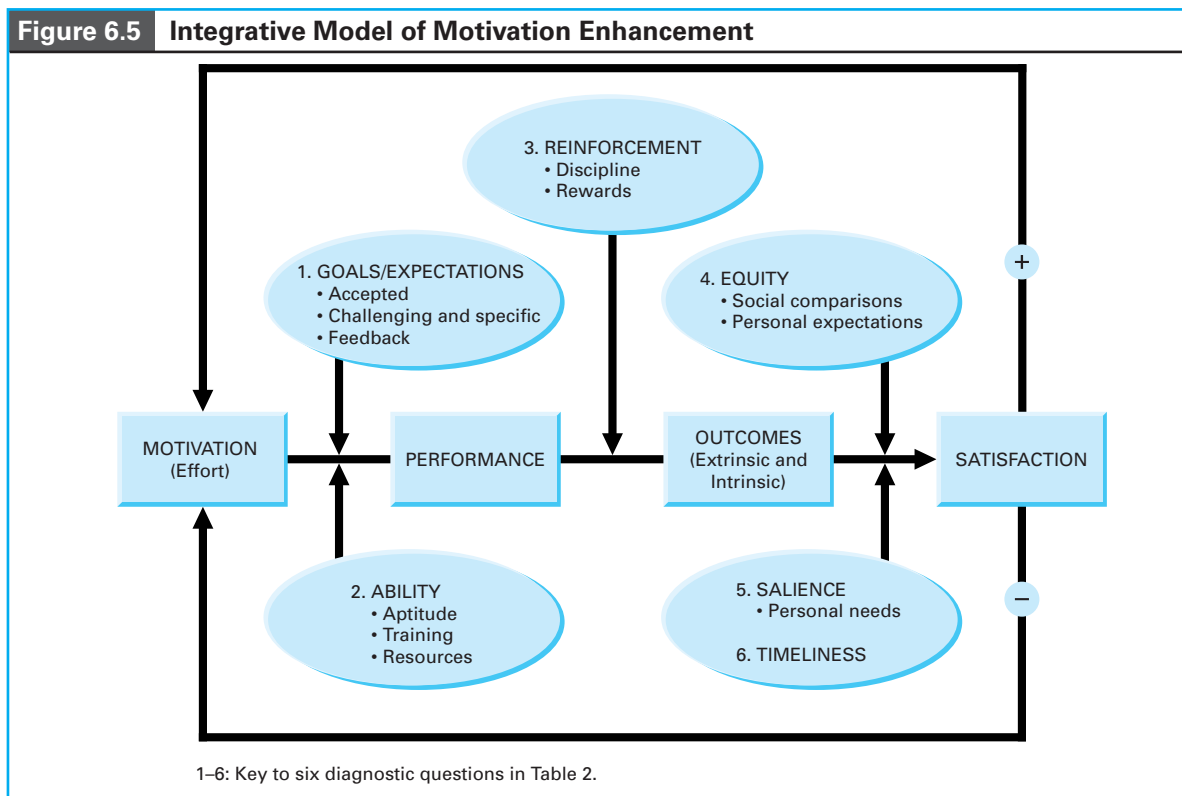 Figure 6.5 Integrative Model of Motivation Enhancement
3. REINFORCEMENT
• Discipline
• Rewards
1. GOALS/EXPECTATIONS
• Accepted
• Challenging and specific
• Feedback
4. EQUITY
• Social comparisons
• Personal expectations
+
MOTIVATION
(Effort)
PERFORMANCE
OUTCOMES
(Extrinsic and
Intrinsic)
SATISFACTION
2. ABILITY
• Aptitude
• Training
• Resources
5. SALIENCE
• Personal needs
6. TIMELINESS
−
1–6: Key to six diagnostic questions in Table 2.